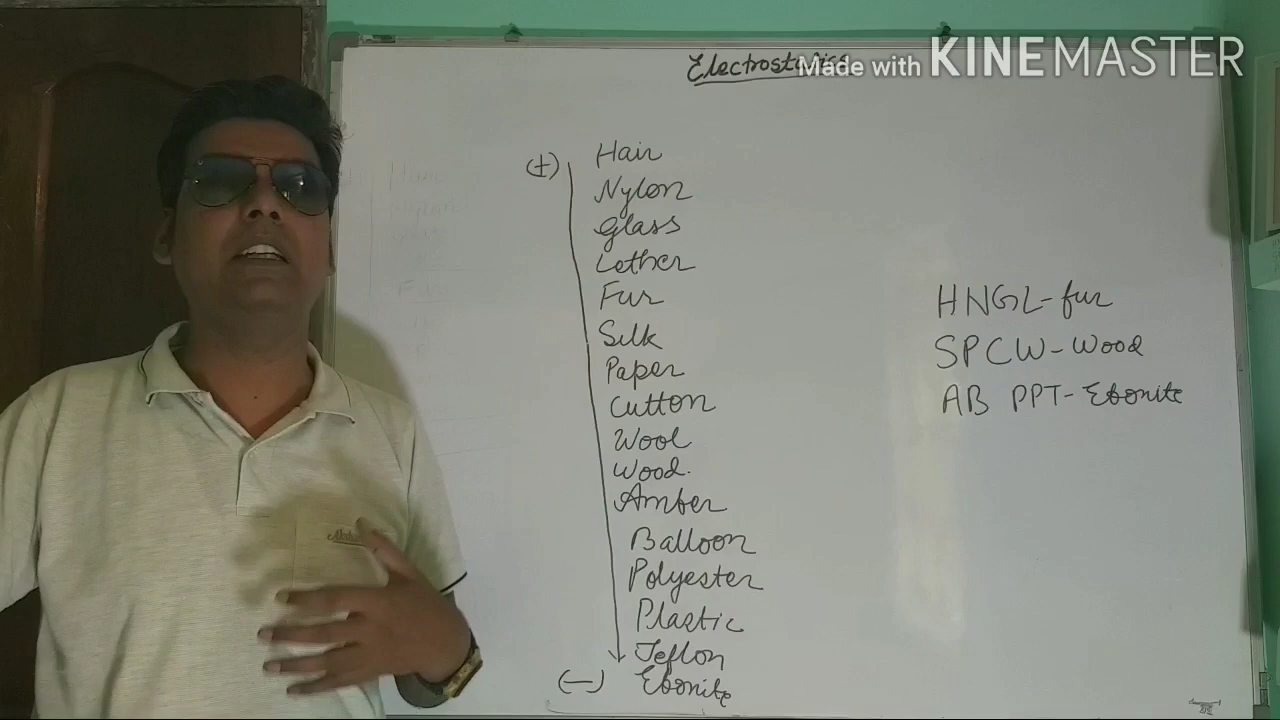 Electrostatics
Made with KINEMASTER
(+)
Hair
Nylon
Glass
Lether
Fur
Silk
Paper
Cutton
Wool
Wood.
Amber
Balloon
Polyester
Plastic
Teflon
(-) Ebonite
HNGL-fur
SPCW-Wood
AB PPT-Ebonite